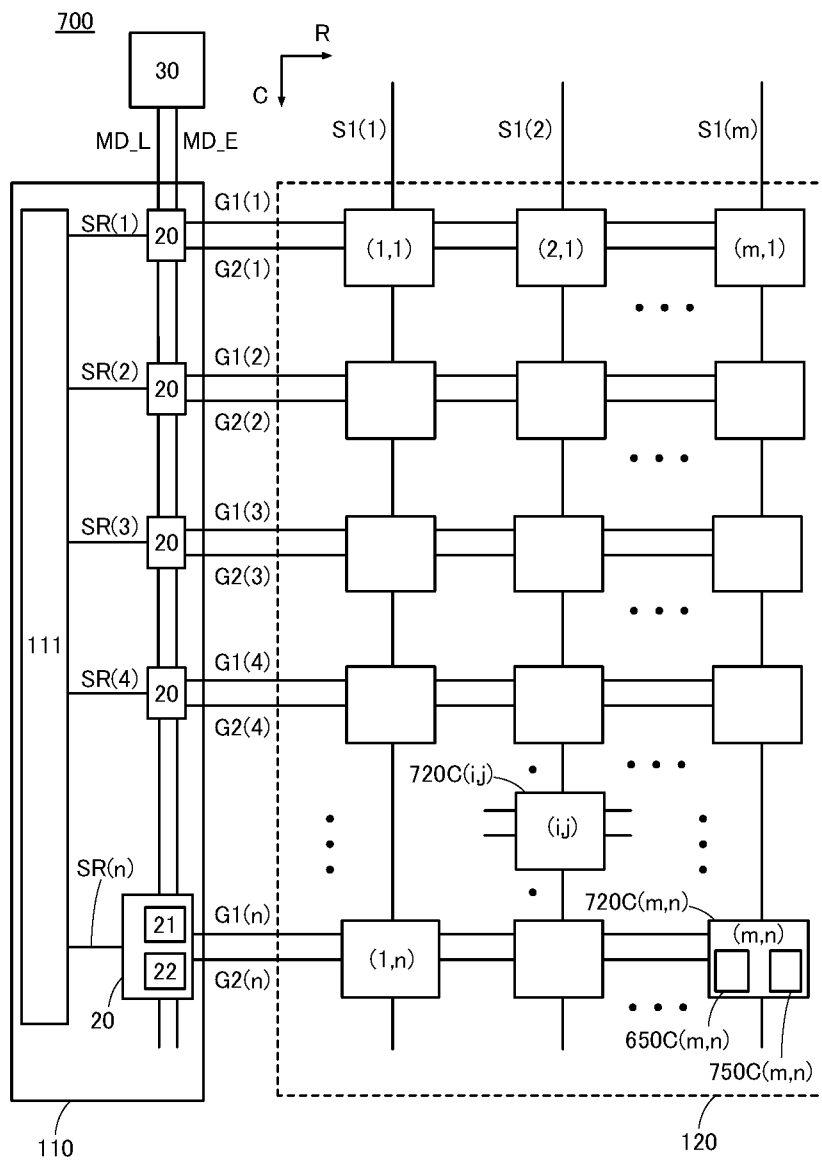 700
30
R
C
MD_L
MD_E
S1(1)
S1(2)
S1(m)
SR(1)
20
G1(1)
G2(1)
(1,1)
(2,1)
(m,1)
SR(2)
20
G1(2)
G2(2)
SR(3)
20
G1(3)
G2(3)
111
SR(4)
20
G1(4)
G2(4)
720C(i,j)
(i,j)
SR(n)
21
22
20
G1(n)
G2(n)
(1,n)
720C(m,n)
(m,n)
650C(m,n)
750C(m,n)
110
120